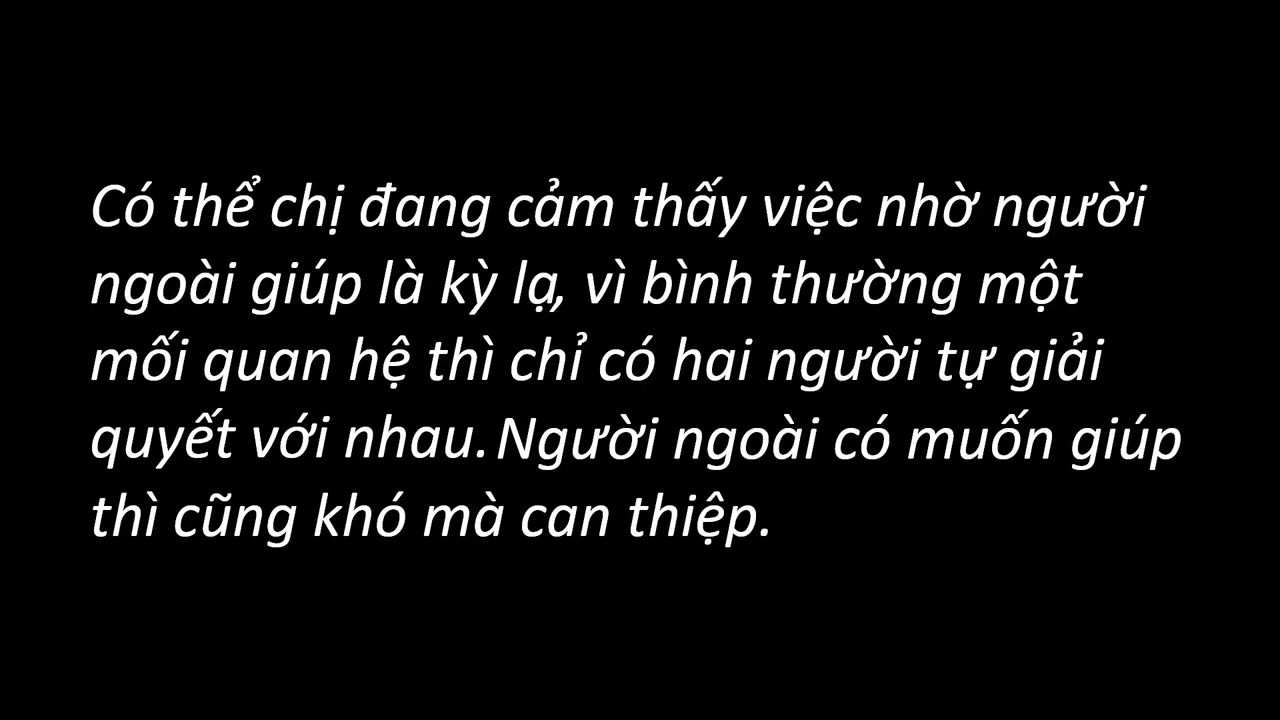 Có thể chị đang cảm thấy việc nhờ người
ngoài giúp là kỳ lạ, vì bình thường một
mối quan hệ thì chỉ có hai người tự giải
quyết với nhau. Người ngoài có muốn giúp
thì cũng khó mà can thiệp.